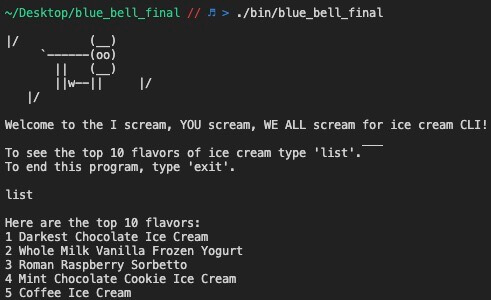 ~/Desktop/blue_bell_final // ♬ > ./bin/blue_bell_final
|/          (__)
     `------(oo)
       ||   (__)
       ||w--||     |/
   |/
Welcome to the I scream, YOU scream, WE ALL scream for ice cream CLI!
To see the top 10 flavors of ice cream type 'list'.
To end this program, type 'exit'.
list
Here are the top 10 flavors:
1 Darkest Chocolate Ice Cream
2 Whole Milk Vanilla Frozen Yogurt
3 Roman Raspberry Sorbetto
4 Mint Chocolate Cookie Ice Cream
5 Coffee Ice Cream